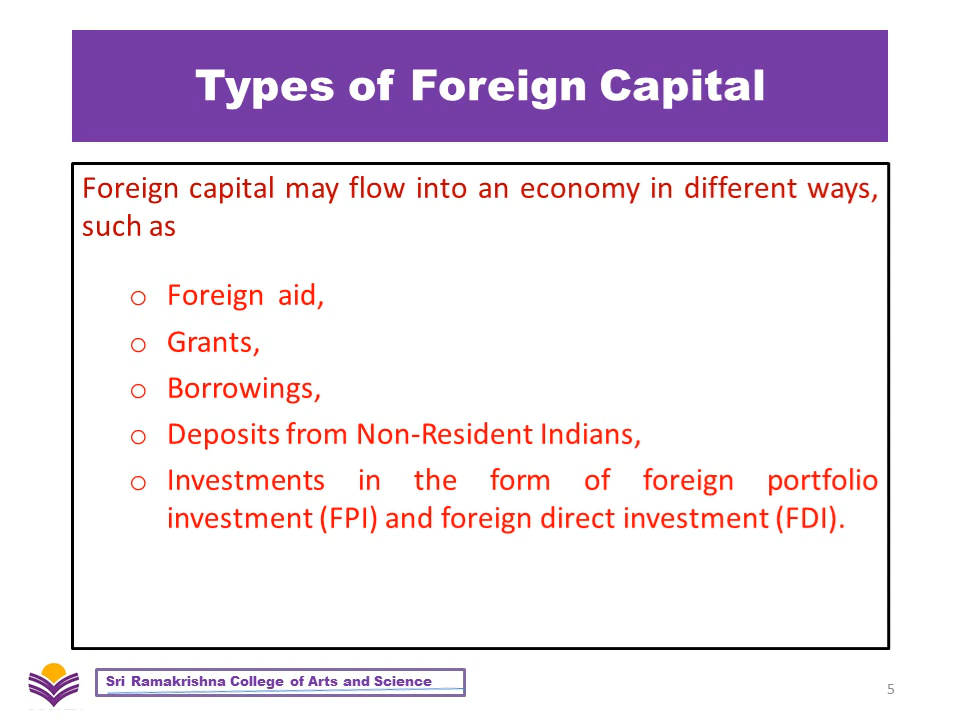 Types of Foreign Capital
Foreign capital may flow into an economy in different ways,
such as
o Foreign aid,
o Grants,
o Borrowings,
o Deposits from Non-Resident Indians,
o Investments in the form of foreign portfolio
investment (FPI) and foreign direct investment (FDI).
Sri Ramakrishna College of Arts and Science
5